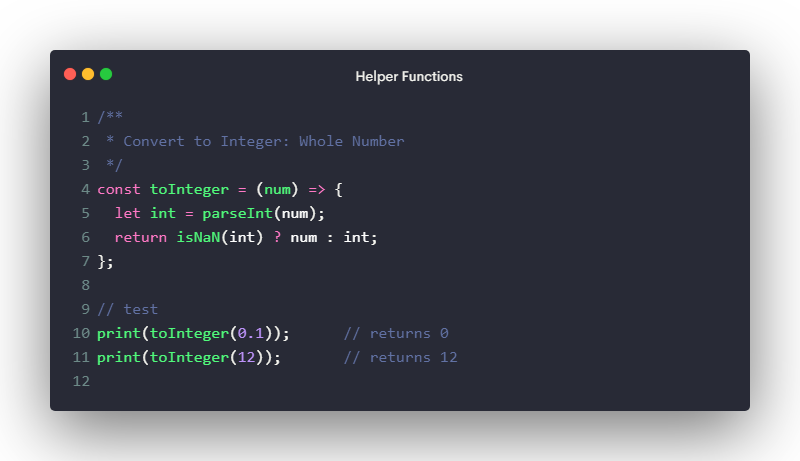 Helper Functions
1 /**
2  * Convert to Integer: Whole Number
3  */
4 const toInteger = (num) => {
5   let int = parseInt(num);
6   return isNaN(int) ? num : int;
7 };
8
9 // test
10 print(toInteger(0.1));      // returns 0
11 print(toInteger(12));       // returns 12
12